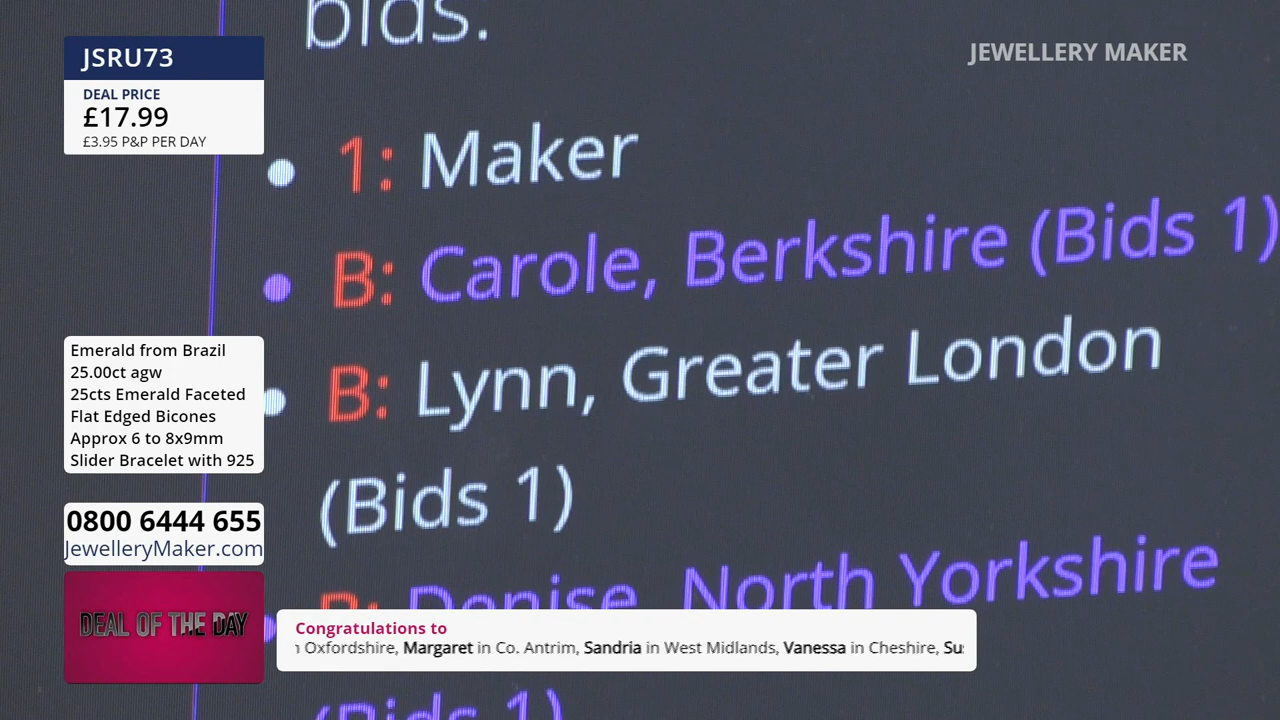 bids.
JSRU73
JEWELLERY MAKER
DEAL PRICE
£17.99
£3.95 P&P PER DAY
1: Maker
B: Carole, Berkshire (Bids 1)
B: Lynn, Greater London
(Bids 1)
B: Denise, North Yorkshire
(Bids 1)
Emerald from Brazil
25.00ct agw
25cts Emerald Faceted
Flat Edged Bicones
Approx 6 to 8x9mm
Slider Bracelet with 925
0800 6444 655
JewelleryMaker.com
DEAL OF THE DAY
Congratulations to
Oxfordshire, Margaret in Co. Antrim, Sandria in West Midlands, Vanessa in Cheshire,